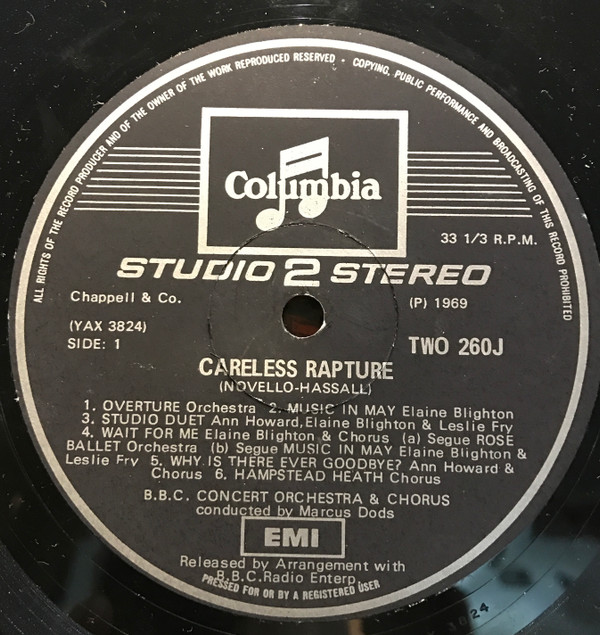 ALL RIGHTS OF THE RECORD PRODUCER AND OF THE OWNER OF THE WORK REPRODUCED RESERVED · COPYING, PUBLIC PERFORMANCE AND BROADCASTING OF THIS RECORD PROHIBITED
Columbia
33 1/3 R.P.M.
STUDIO 2 STEREO
Chappell & Co.
(P) 1969
(YAX 3824)
SIDE: 1
TWO 260J
CARELESS RAPTURE
(NOVELLO-HASSALL)
1. OVERTURE Orchestra 2. MUSIC IN MAY Elaine Blighton
3. STUDIO DUET Ann Howard, Elaine Blighton & Leslie Fry
4. WAIT FOR ME Elaine Blighton & Chorus (a) Segue ROSE
BALLET Orchestra (b) Segue MUSIC IN MAY Elaine Blighton &
Leslie Fry 5. WHY IS THERE EVER GOODBYE? Ann Howard &
Chorus 6. HAMPSTEAD HEATH Chorus
B.B.C. CONCERT ORCHESTRA & CHORUS
conducted by Marcus Dods
EMI
Released by Arrangement with
B.B.C. Radio Enterp.
PRESSED FOR OR BY A REGISTERED USER